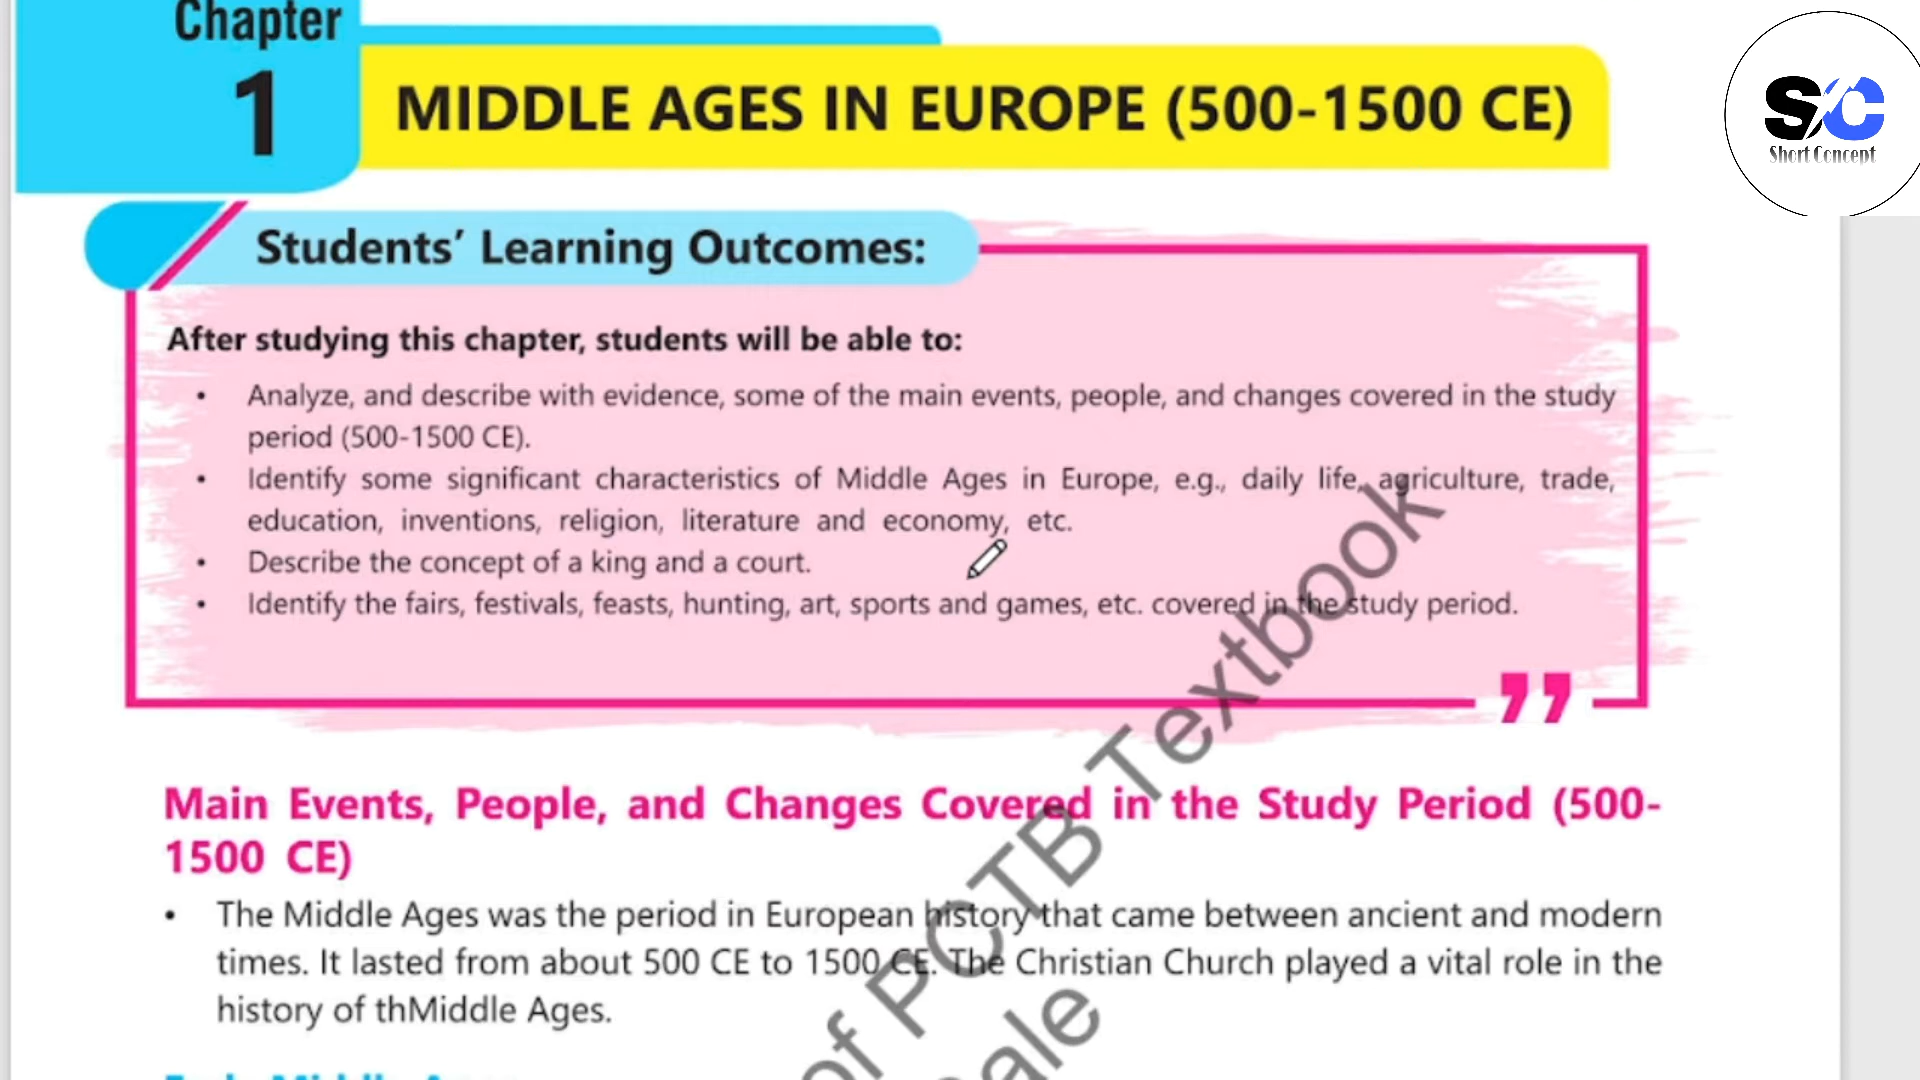 Chapter
1
MIDDLE AGES IN EUROPE (500-1500 CE)
S/C
Short Concept
Students’ Learning Outcomes:
After studying this chapter, students will be able to:
• Analyze, and describe with evidence, some of the main events, people, and changes covered in the study
period (500-1500 CE).
• Identify some significant characteristics of Middle Ages in Europe, e.g., daily life, agriculture, trade,
education, inventions, religion, literature and economy, etc.
• Describe the concept of a king and a court.
• Identify the fairs, festivals, feasts, hunting, art, sports and games, etc. covered in the study period.
”
Main Events, People, and Changes Covered in the Study Period (500-
1500 CE)
• The Middle Ages was the period in European history that came between ancient and modern
times. It lasted from about 500 CE to 1500 CE. The Christian Church played a vital role in the
history of thMiddle Ages.
of PCTB Textbook
Sale